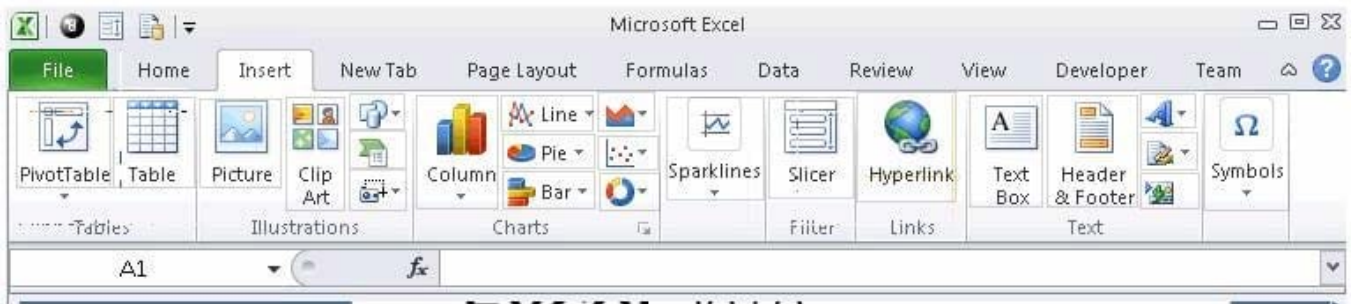 Microsoft Excel
File Home Insert New Tab Page Layout Formulas Data Review View Developer Team
PivotTable Table Picture Clip Art Column Line Pie Bar Sparklines Slicer Hyperlink Text Box Header & Footer Symbols
Tables Illustrations Charts Filter Links Text
A1 fx